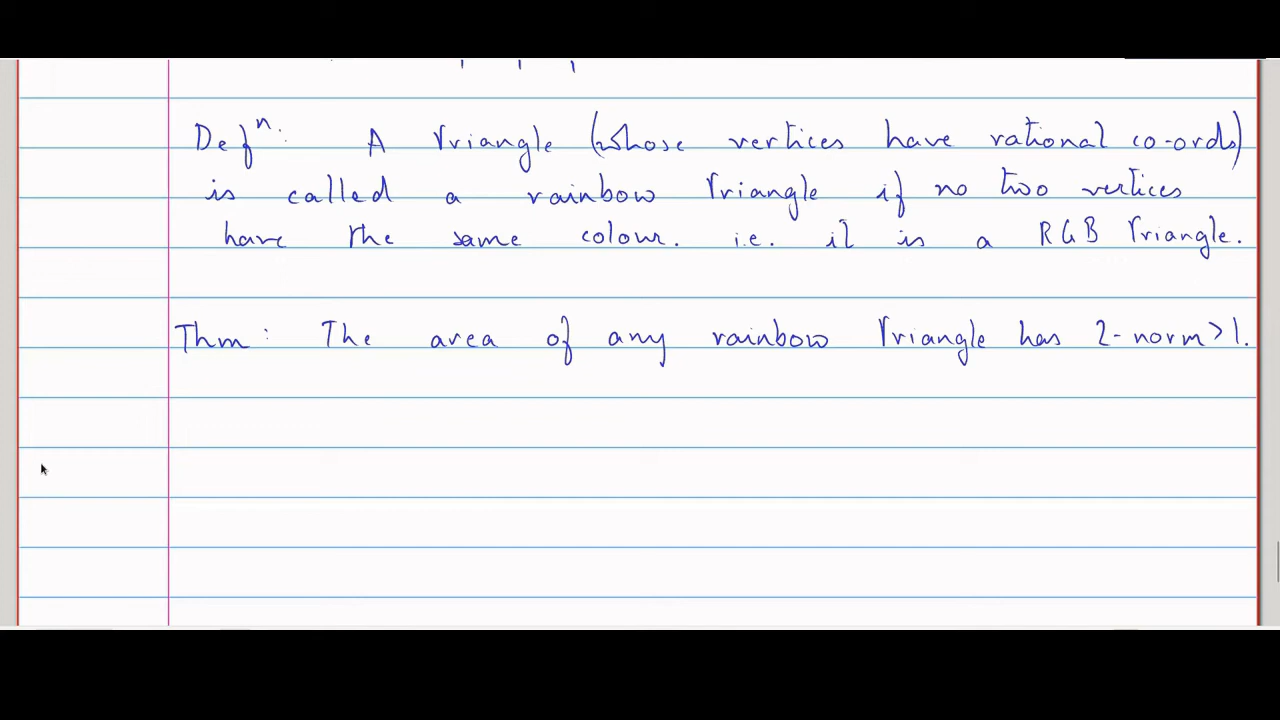 Defⁿ: A triangle (whose vertices have rational co-ords)
is called a rainbow triangle if no two vertices
have the same colour. i.e. it is a RGB triangle.
Thm: The area of any rainbow triangle has 2-norm > 1.